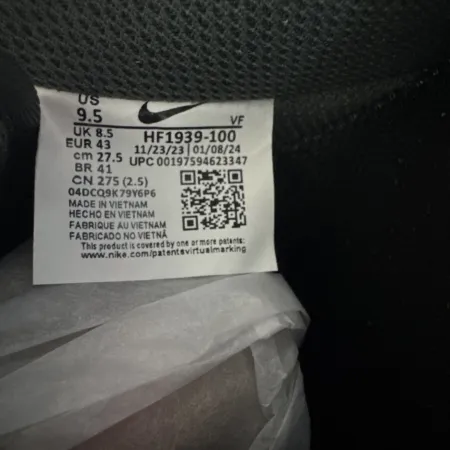 US
9.5
VF
UK 8.5
HF1939-100
EUR 43
11/23/23 | 01/08/24
cm 27.5
UPC 00197594623347
BR 41
CN 275 (2.5)
04DCQ9K79Y6P6
MADE IN VIETNAM
HECHO EN VIETNAM
FABRIQUE AU VIETNAM
FABRICADO NO VIETNÃ
This product is covered by one or more patents:
www.nike.com/patentsvirtualmarking